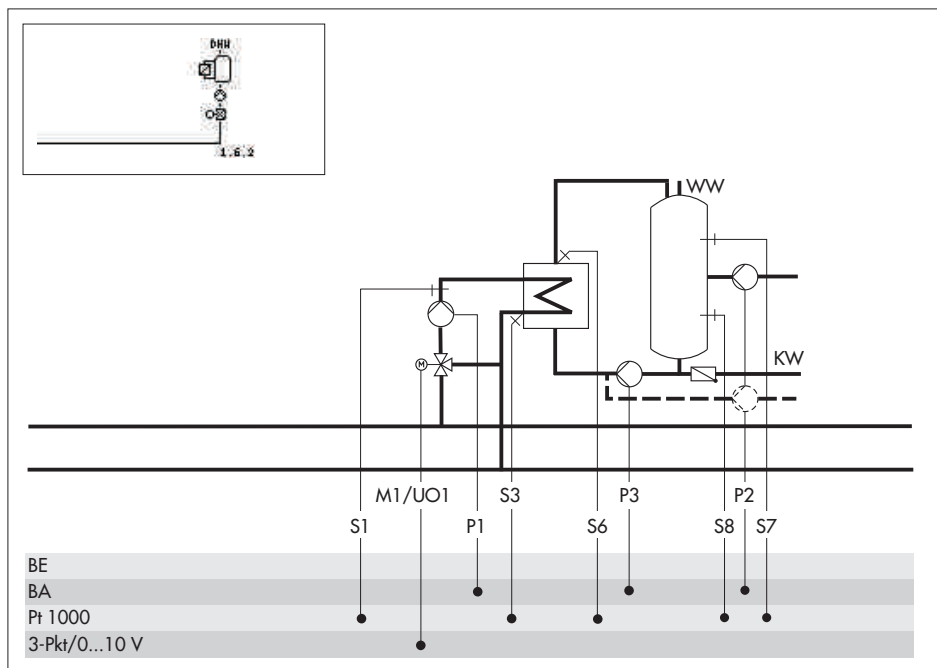 DHW
1.6.2
WW
KW
M1/UO1 S3 P3 P2
S1 P1 S6 S8 S7
BE
BA
Pt 1000
3-Pkt/0...10 V
M